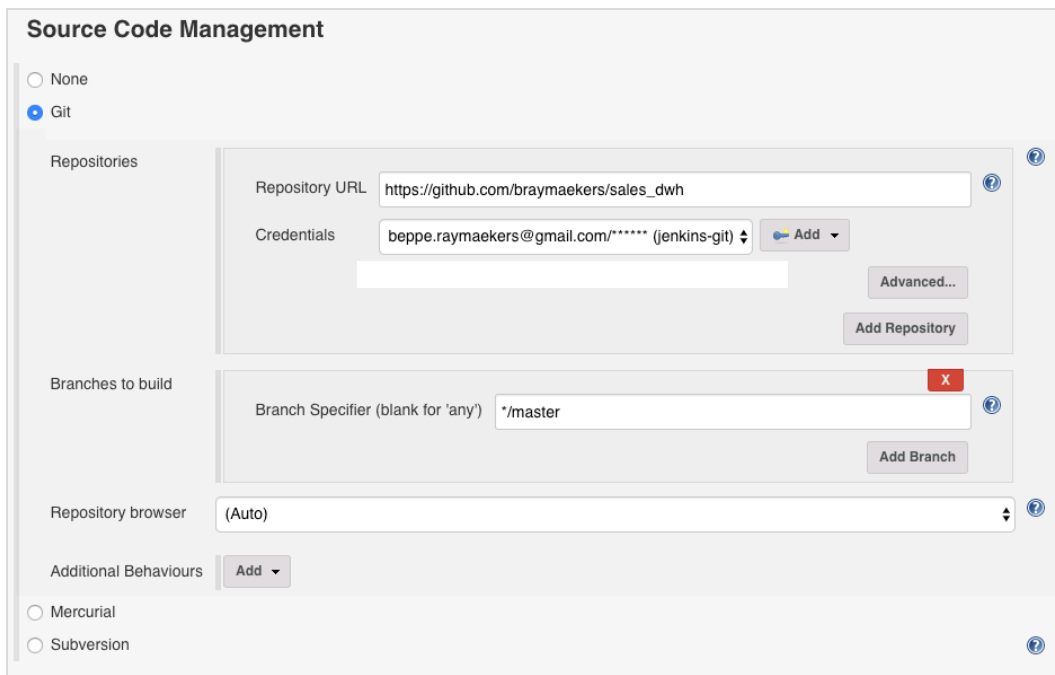 Source Code Management
None
Git
Repositories
Repository URL https://github.com/braymaekers/sales_dwh
Credentials beppe.raymaekers@gmail.com/****** (jenkins-git) Add
Advanced...
Add Repository
Branches to build
X
Branch Specifier (blank for 'any') */master
Add Branch
Repository browser (Auto)
Additional Behaviours Add
Mercurial
Subversion